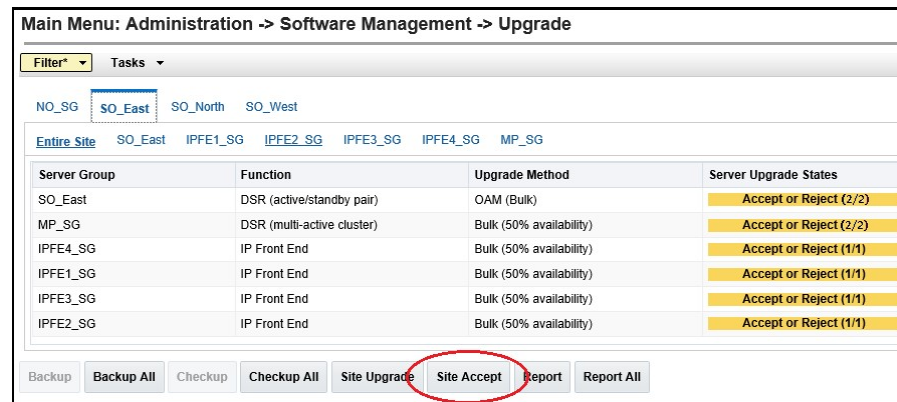 Main Menu: Administration -> Software Management -> Upgrade
Filter* Tasks
NO_SG SO_East SO_North SO_West
Entire Site SO_East IPFE1_SG IPFE2_SG IPFE3_SG IPFE4_SG MP_SG
Server Group Function Upgrade Method Server Upgrade States
SO_East DSR (active/standby pair) OAM (Bulk) Accept or Reject (2/2)
MP_SG DSR (multi-active cluster) Bulk (50% availability) Accept or Reject (2/2)
IPFE4_SG IP Front End Bulk (50% availability) Accept or Reject (1/1)
IPFE1_SG IP Front End Bulk (50% availability) Accept or Reject (1/1)
IPFE3_SG IP Front End Bulk (50% availability) Accept or Reject (1/1)
IPFE2_SG IP Front End Bulk (50% availability) Accept or Reject (1/1)
Backup Backup All Checkup Checkup All Site Upgrade Site Accept Report Report All